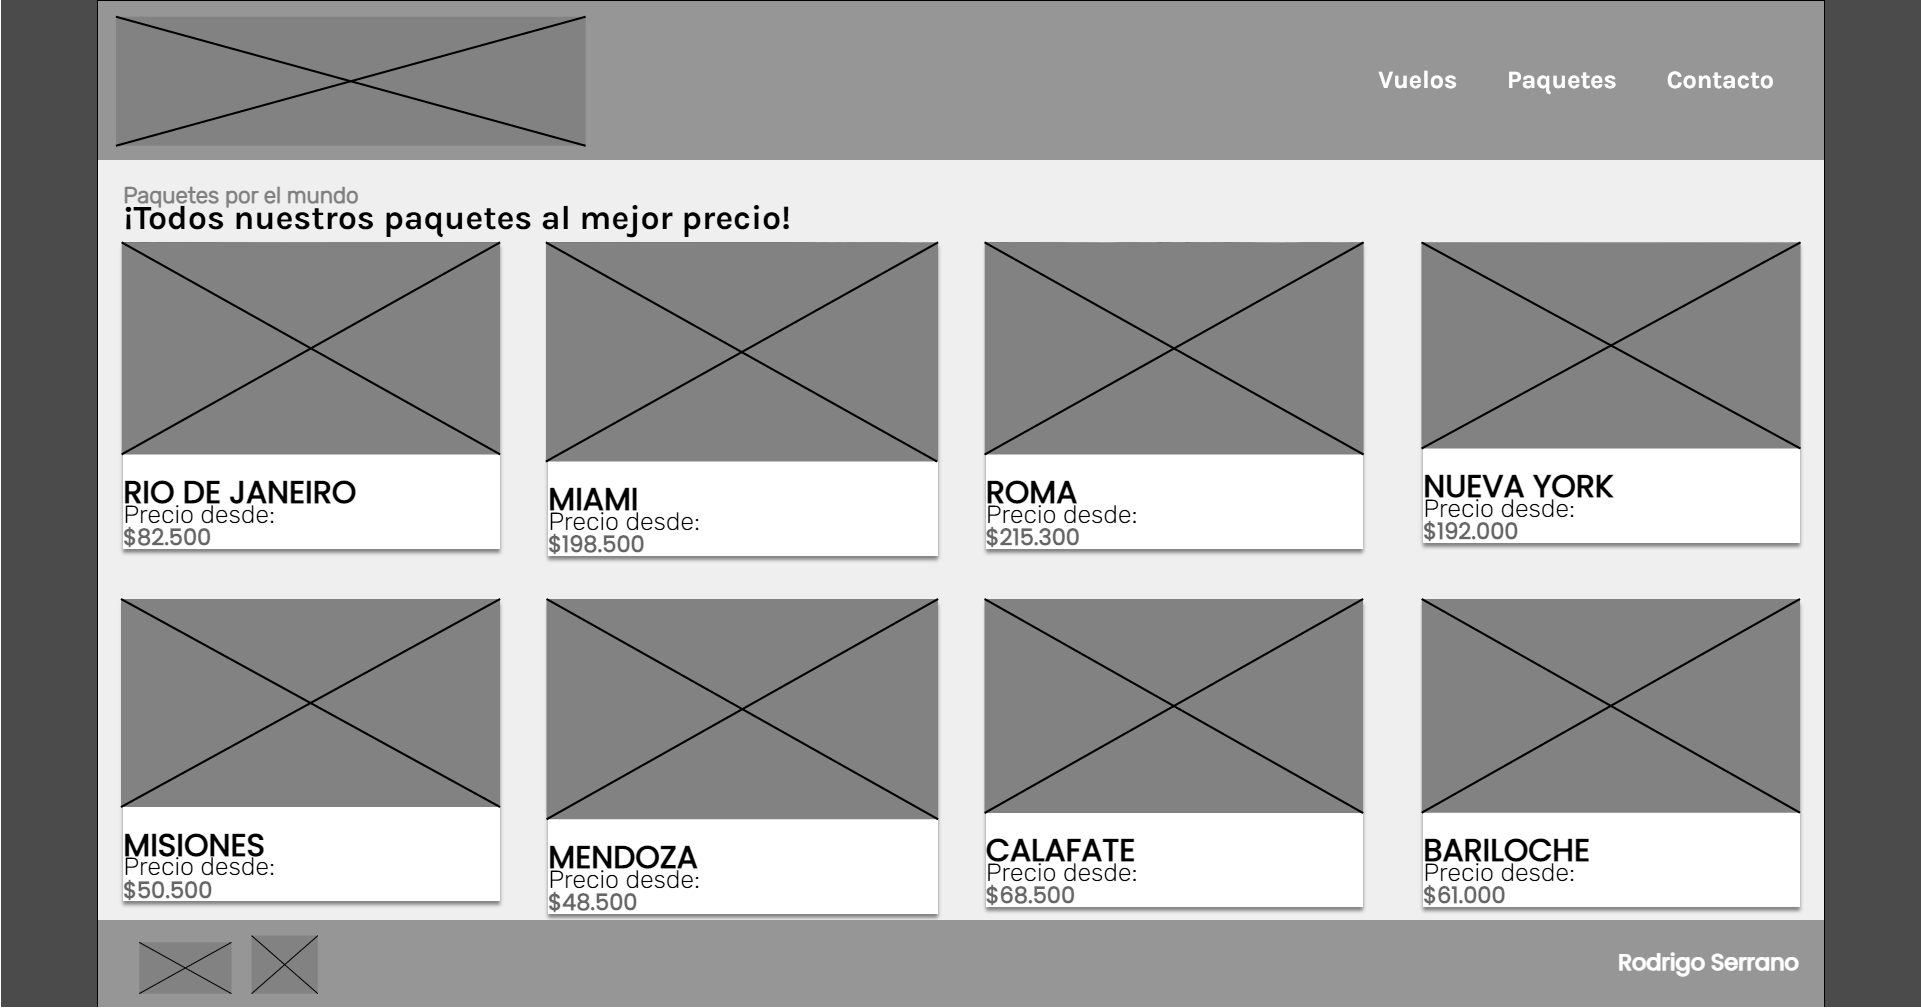 Vuelos Paquetes Contacto
Paquetes por el mundo
¡Todos nuestros paquetes al mejor precio!
RIO DE JANEIRO
Precio desde:
$82.500
MIAMI
Precio desde:
$198.500
ROMA
Precio desde:
$215.300
NUEVA YORK
Precio desde:
$192.000
MISIONES
Precio desde:
$50.500
MENDOZA
Precio desde:
$48.500
CALAFATE
Precio desde:
$68.500
BARILOCHE
Precio desde:
$61.000
Rodrigo Serrano